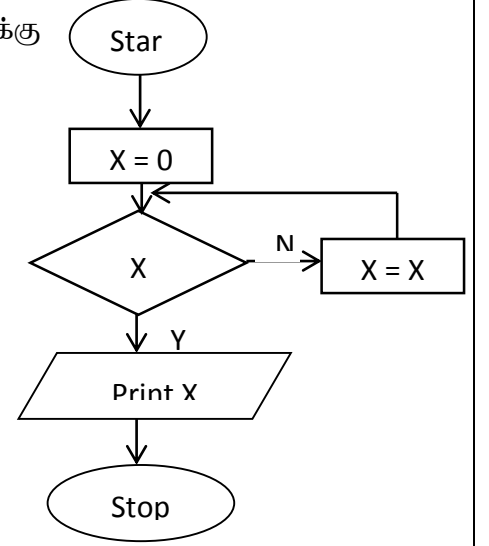 க்கு
Star
X = 0
X
N
X = X
Y
Print X
Stop